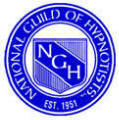 NATIONAL GUILD OF HYPNOTISTS
NGH
EST. 1951